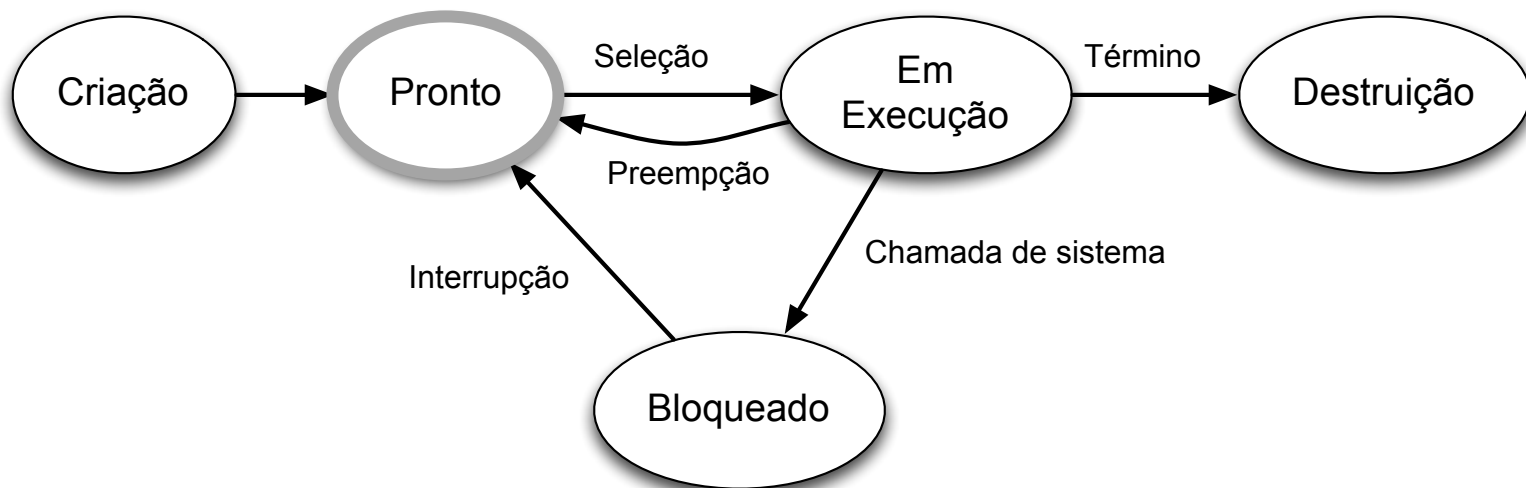 Criação
Pronto
Seleção
Em
Execução
Término
Destruição
Preempção
Interrupção
Chamada de sistema
Bloqueado